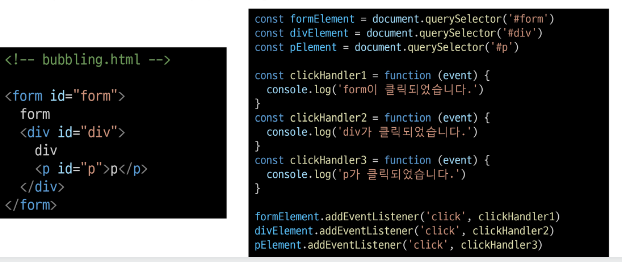 <!-- bubbling.html -->
<form id="form">
form
<div id="div">
div
<p id="p">p</p>
</div>
</form>
const formElement = document.querySelector('#form')
const divElement = document.querySelector('#div')
const pElement = document.querySelector('#p')
const clickHandler1 = function (event) {
console.log('form이 클릭되었습니다.')
}
const clickHandler2 = function (event) {
console.log('div가 클릭되었습니다.')
}
const clickHandler3 = function (event) {
console.log('p가 클릭되었습니다.')
}
formElement.addEventListener('click', clickHandler1)
divElement.addEventListener('click', clickHandler2)
pElement.addEventListener('click', clickHandler3)